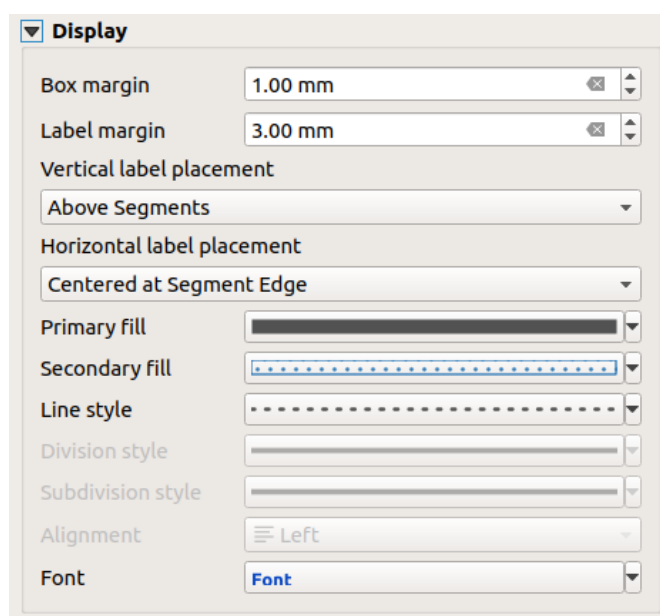 Display
Box margin 1.00 mm
Label margin 3.00 mm
Vertical label placement
Above Segments
Horizontal label placement
Centered at Segment Edge
Primary fill
Secondary fill
Line style
Division style
Subdivision style
Alignment Left
Font Font